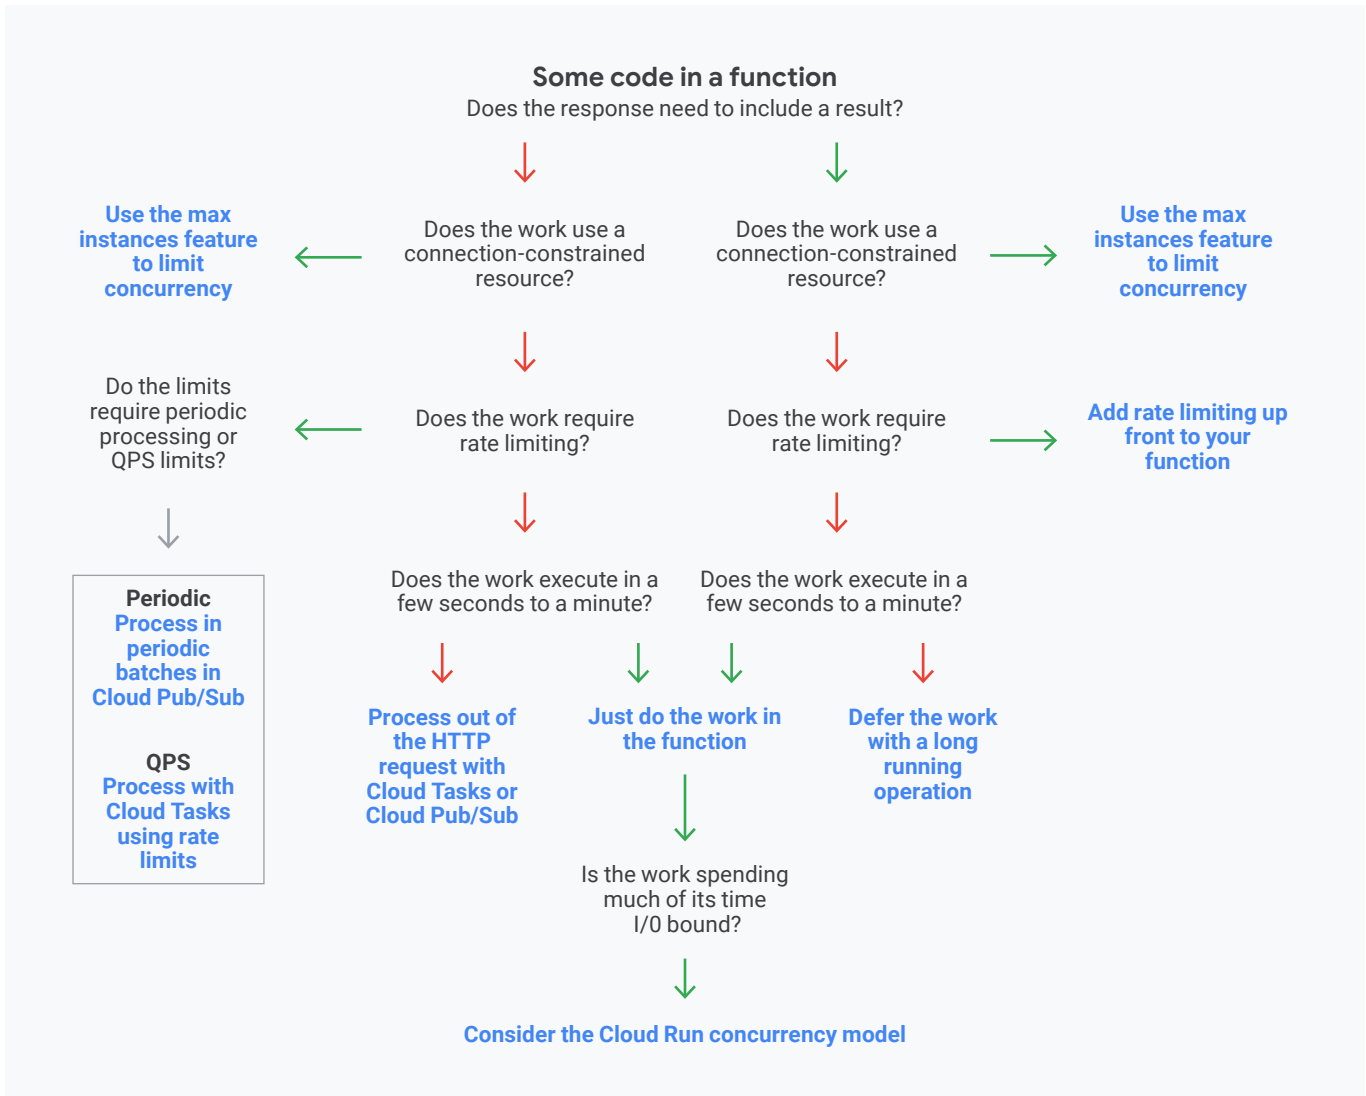 Some code in a function
Does the response need to include a result?
Use the max
instances feature
to limit
concurrency
Does the work use a
connection-constrained
resource?
Does the work use a
connection-constrained
resource?
Use the max
instances feature
to limit
concurrency
Do the limits
require periodic
processing or
QPS limits?
Does the work require
rate limiting?
Does the work require
rate limiting?
Add rate limiting up
front to your
function
Periodic
Process in
periodic
batches in
Cloud Pub/Sub
QPS
Process with
Cloud Tasks
using rate
limits
Does the work execute in a
few seconds to a minute?
Does the work execute in a
few seconds to a minute?
Process out of
the HTTP
request with
Cloud Tasks or
Cloud Pub/Sub
Just do the work in
the function
Defer the work
with a long
running
operation
Is the work spending
much of its time
I/0 bound?
Consider the Cloud Run concurrency model